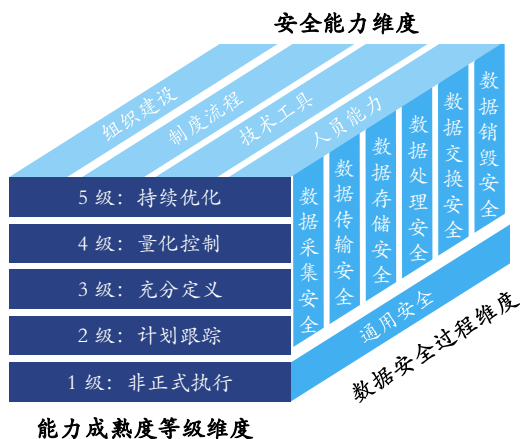 安全能力维度
组织建设
制度流程
技术工具
人员能力
5 级：持续优化
4 级：量化控制
3 级：充分定义
2 级：计划跟踪
1 级：非正式执行
数据采集安全
数据传输安全
数据存储安全
数据处理安全
数据交换安全
数据销毁安全
通用安全
数据安全过程维度
能力成熟度等级维度